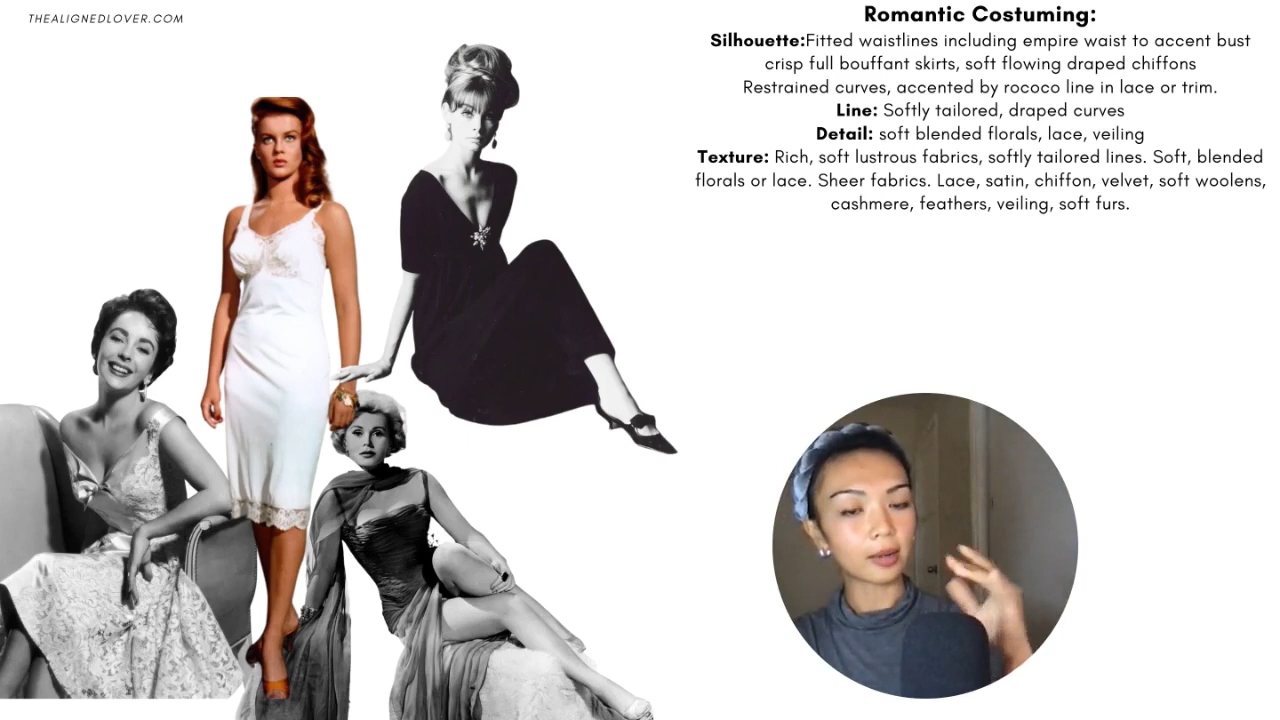 THEALIGNEDLOVER.COM
Romantic Costuming:
Silhouette:Fitted waistlines including empire waist to accent bust
crisp full bouffant skirts, soft flowing draped chiffons
Restrained curves, accented by rococo line in lace or trim.
Line: Softly tailored, draped curves
Detail: soft blended florals, lace, veiling
Texture: Rich, soft lustrous fabrics, softly tailored lines. Soft, blended
florals or lace. Sheer fabrics. Lace, satin, chiffon, velvet, soft woolens,
cashmere, feathers, veiling, soft furs.